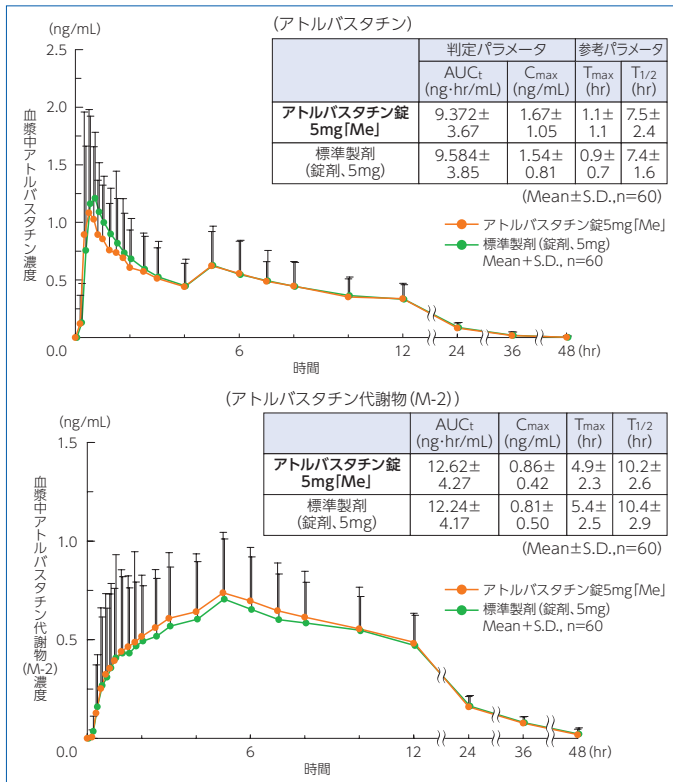 (アトルバスタチン)
(ng/mL)
2.5
2.0
1.5
1.0
0.5
0.0
血漿中アトルバスタチン濃度
判定パラメータ 参考パラメータ
AUCt (ng·hr/mL) Cmax (ng/mL) Tmax (hr) T1/2 (hr)
アトルバスタチン錠5mg「Me」 9.372±3.67 1.67±1.05 1.1±1.1 7.5±2.4
標準製剤(錠剤、5mg) 9.584±3.85 1.54±0.81 0.9±0.7 7.4±1.6
(Mean±S.D.,n=60)
アトルバスタチン錠5mg「Me」
標準製剤(錠剤、5mg)
Mean+S.D., n=60
6 12 24 36 48 (hr)
時間
(アトルバスタチン代謝物(M-2))
(ng/mL)
1.5
1.0
0.5
0.0
血漿中アトルバスタチン代謝物(M-2)濃度
AUCt (ng·hr/mL) Cmax (ng/mL) Tmax (hr) T1/2 (hr)
アトルバスタチン錠5mg「Me」 12.62±4.27 0.86±0.42 4.9±2.3 10.2±2.6
標準製剤(錠剤、5mg) 12.24±4.17 0.81±0.50 5.4±2.5 10.4±2.9
(Mean±S.D.,n=60)
アトルバスタチン錠5mg「Me」
標準製剤(錠剤、5mg)
Mean+S.D., n=60
6 12 24 36 48 (hr)
時間